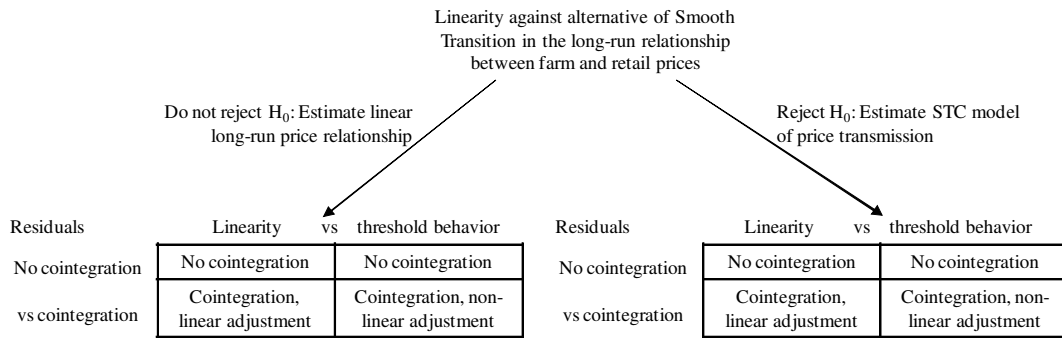 Linearity against alternative of Smooth
Transition in the long-run relationship
between farm and retail prices
Do not reject H₀: Estimate linear
long-run price relationship
Reject H₀: Estimate STC model
of price transmission
Residuals Linearity vs threshold behavior
No cointegration No cointegration No cointegration
vs cointegration Cointegration, Cointegration, non-
linear adjustment linear adjustment
Residuals Linearity vs threshold behavior
No cointegration No cointegration No cointegration
vs cointegration Cointegration, Cointegration, non-
linear adjustment linear adjustment